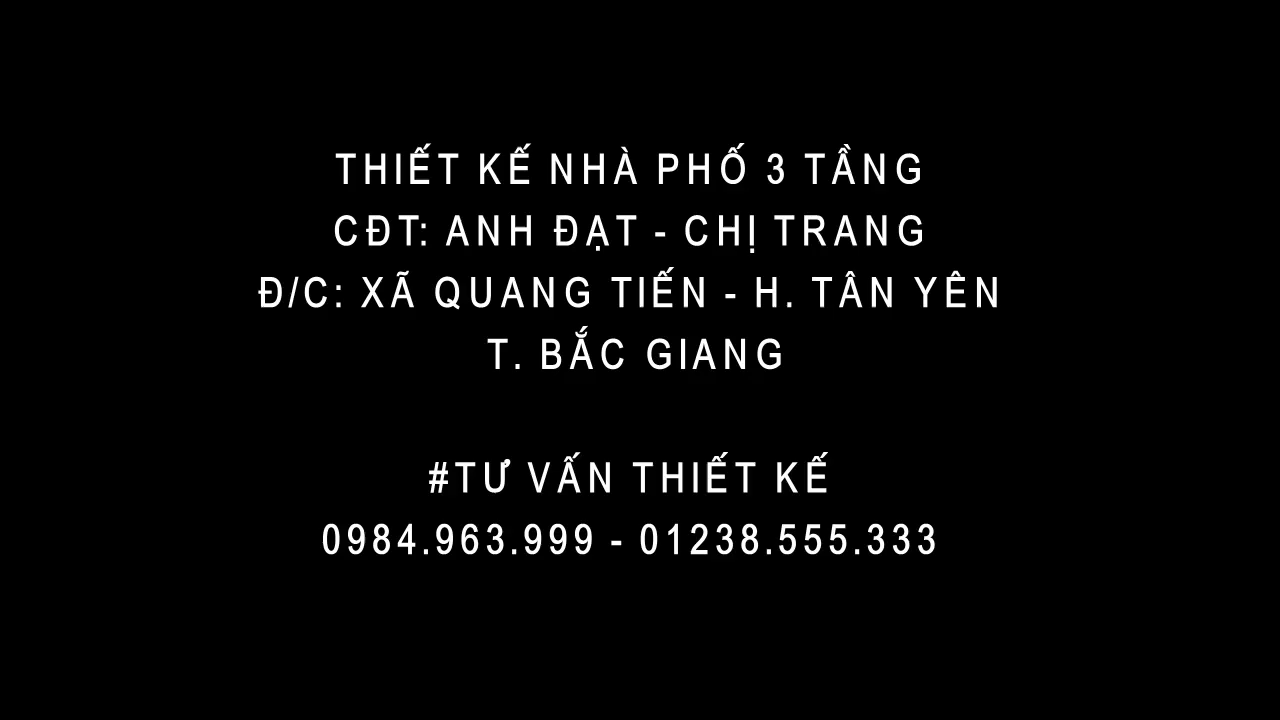 THIẾT KẾ NHÀ PHỐ 3 TẦNG
CĐT: ANH ĐẠT - CHỊ TRANG
Đ/C: XÃ QUANG TIẾN - H. TÂN YÊN
T. BẮC GIANG
#TƯ VẤN THIẾT KẾ
0984.963.999 - 01238.555.333